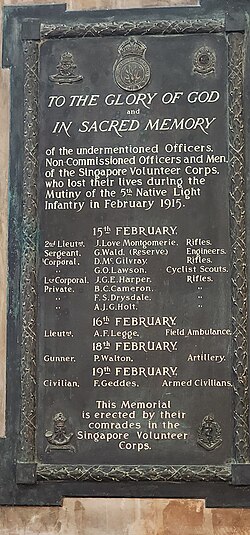 TO THE GLORY OF GOD
and
IN SACRED MEMORY
of the undermentioned Officers,
Non-Commissioned Officers and Men,
of the Singapore Volunteer Corps,
who lost their lives during the
Mutiny of the 5th Native Light
Infantry in February 1915.
15th FEBRUARY.
2nd Lieut., J. Love Montgomerie, Rifles.
Sergeant, G. Wald, (Reserve) Engineers.
Corporal, D. Mc. Gilvray, Rifles.
" G.O. Lawson, Cyclist Scouts.
Lce Corporal, J.G.E. Harper, Rifles.
Private, B.C. Cameron, "
" F.S. Drysdale, "
" A.J.G. Holt, "
16th FEBRUARY.
Lieut., A.F. Legge, Field Ambulance.
18th FEBRUARY.
Gunner, P. Walton, Artillery.
19th FEBRUARY.
Civilian, F. Geddes, Armed Civilians.
This Memorial
is erected by their
comrades in the
Singapore Volunteer
Corps.